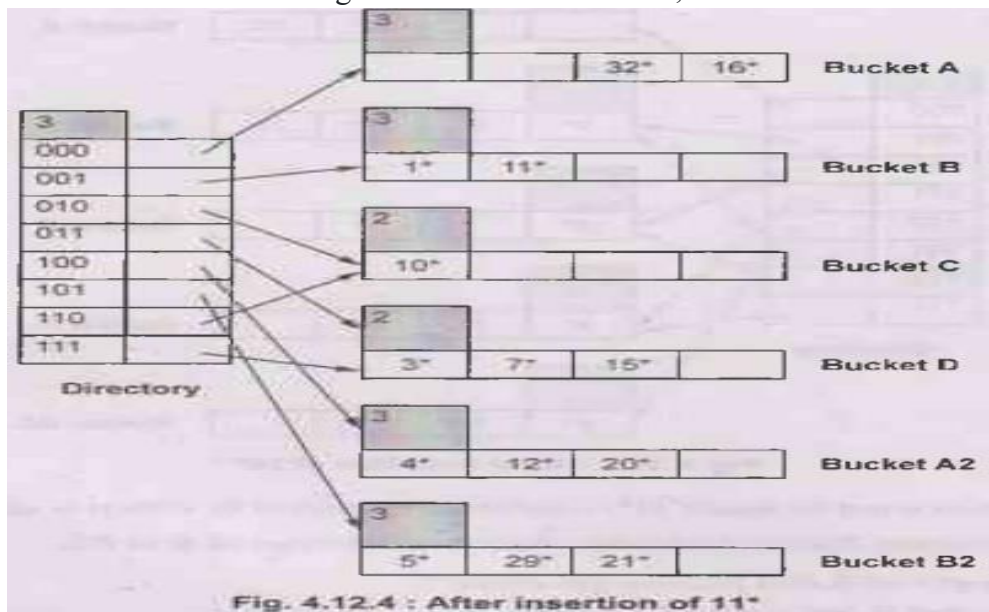 3
32* 16* Bucket A
3
000
001
010
011
100
101
110
111
Directory
3
1* 11* Bucket B
2
10* Bucket C
2
3* 7* 15* Bucket D
3
4* 12* 20* Bucket A2
3
5* 29* 21* Bucket B2
Fig. 4.12.4 : After insertion of 11*